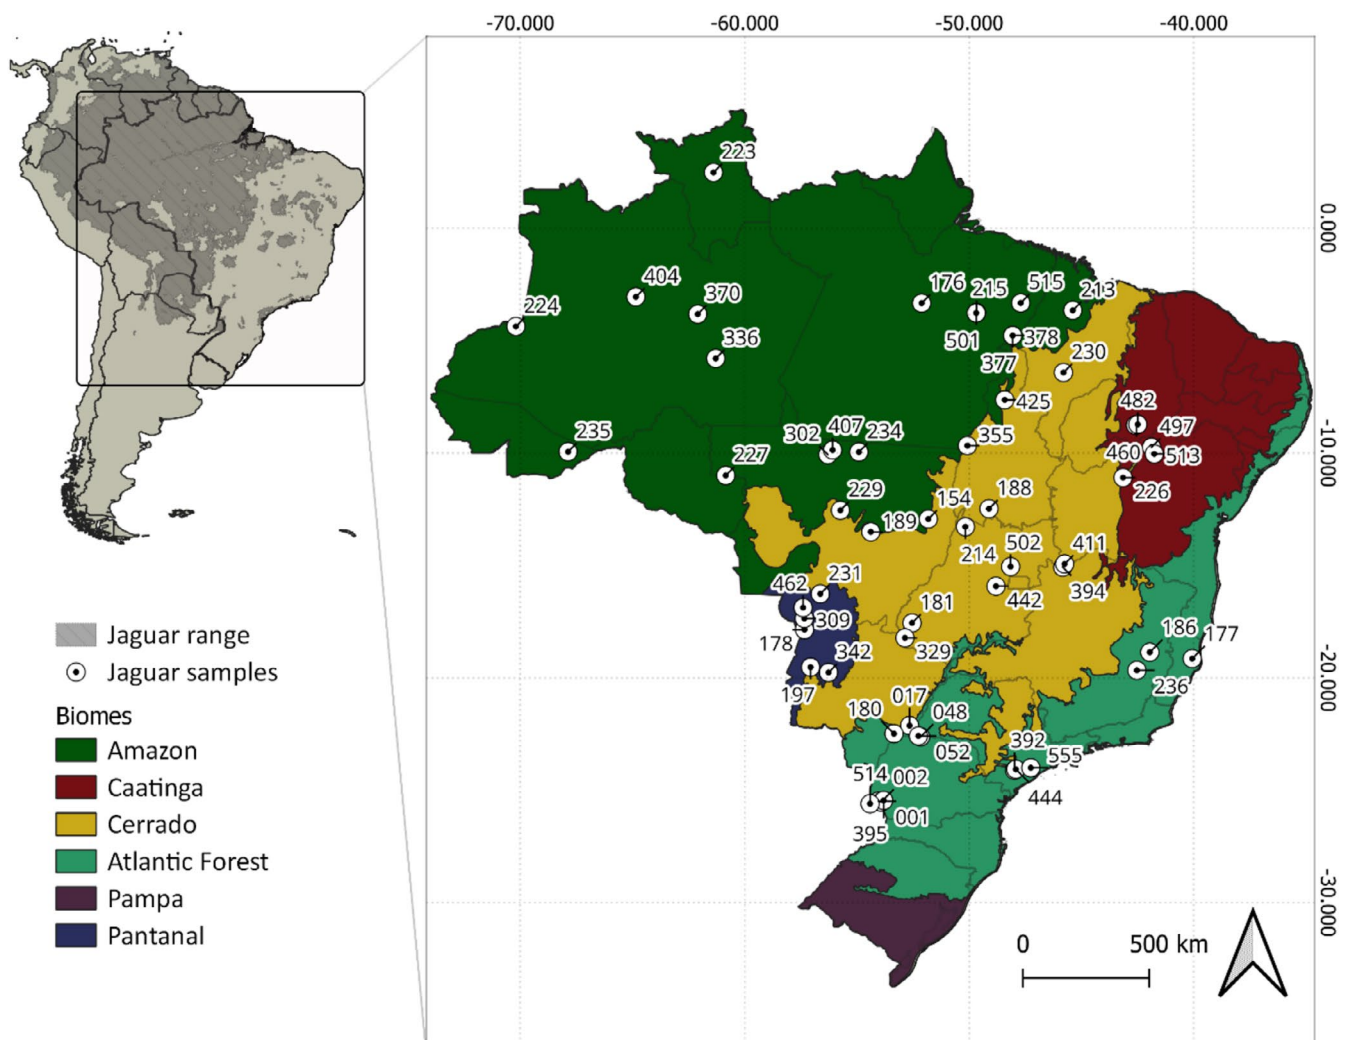 -70.000 -60.000 -50.000 -40.000
223
0.000
404
176 215 515 213
370
224
336
501 378
377 230
425
482
407
302 234 497
235 355
460 513
-10.000
227
226
229 154 188
189
214 502 411
462 231
442 394
181
309
186 177
178
342 329
236
197 017
-20.000
180 048
392
052 555
514 002
444
001
395
-30.000
Jaguar range
Jaguar samples
Biomes
Amazon
Caatinga
Cerrado
Atlantic Forest
Pampa
Pantanal
0 500 km